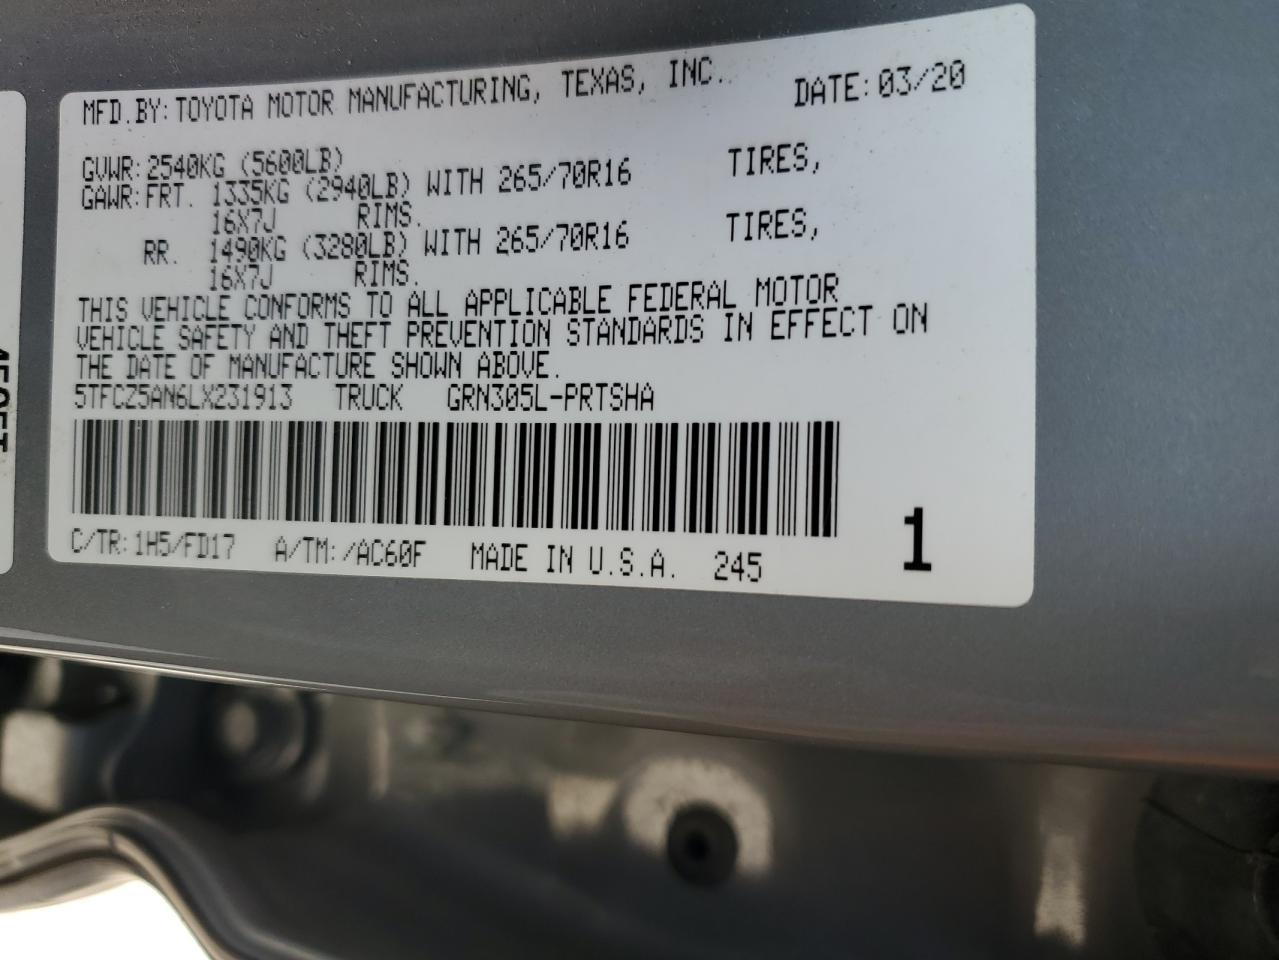 MFD.BY: TOYOTA MOTOR MANUFACTURING, TEXAS, INC. DATE: 03/20
GVWR: 2540KG (5600LB)
GAWR: FRT. 1335KG (2940LB) WITH 265/70R16 TIRES,
16X7J RIMS.
RR. 1490KG (3280LB) WITH 265/70R16 TIRES,
16X7J RIMS.
THIS VEHICLE CONFORMS TO ALL APPLICABLE FEDERAL MOTOR
VEHICLE SAFETY AND THEFT PREVENTION STANDARDS IN EFFECT ON
THE DATE OF MANUFACTURE SHOWN ABOVE.
5TFCZ5AN6LX231913 TRUCK GRN305L-PRTSHA
C/TR: 1H5/FD17 A/TM: /AC60F MADE IN U.S.A. 245 1